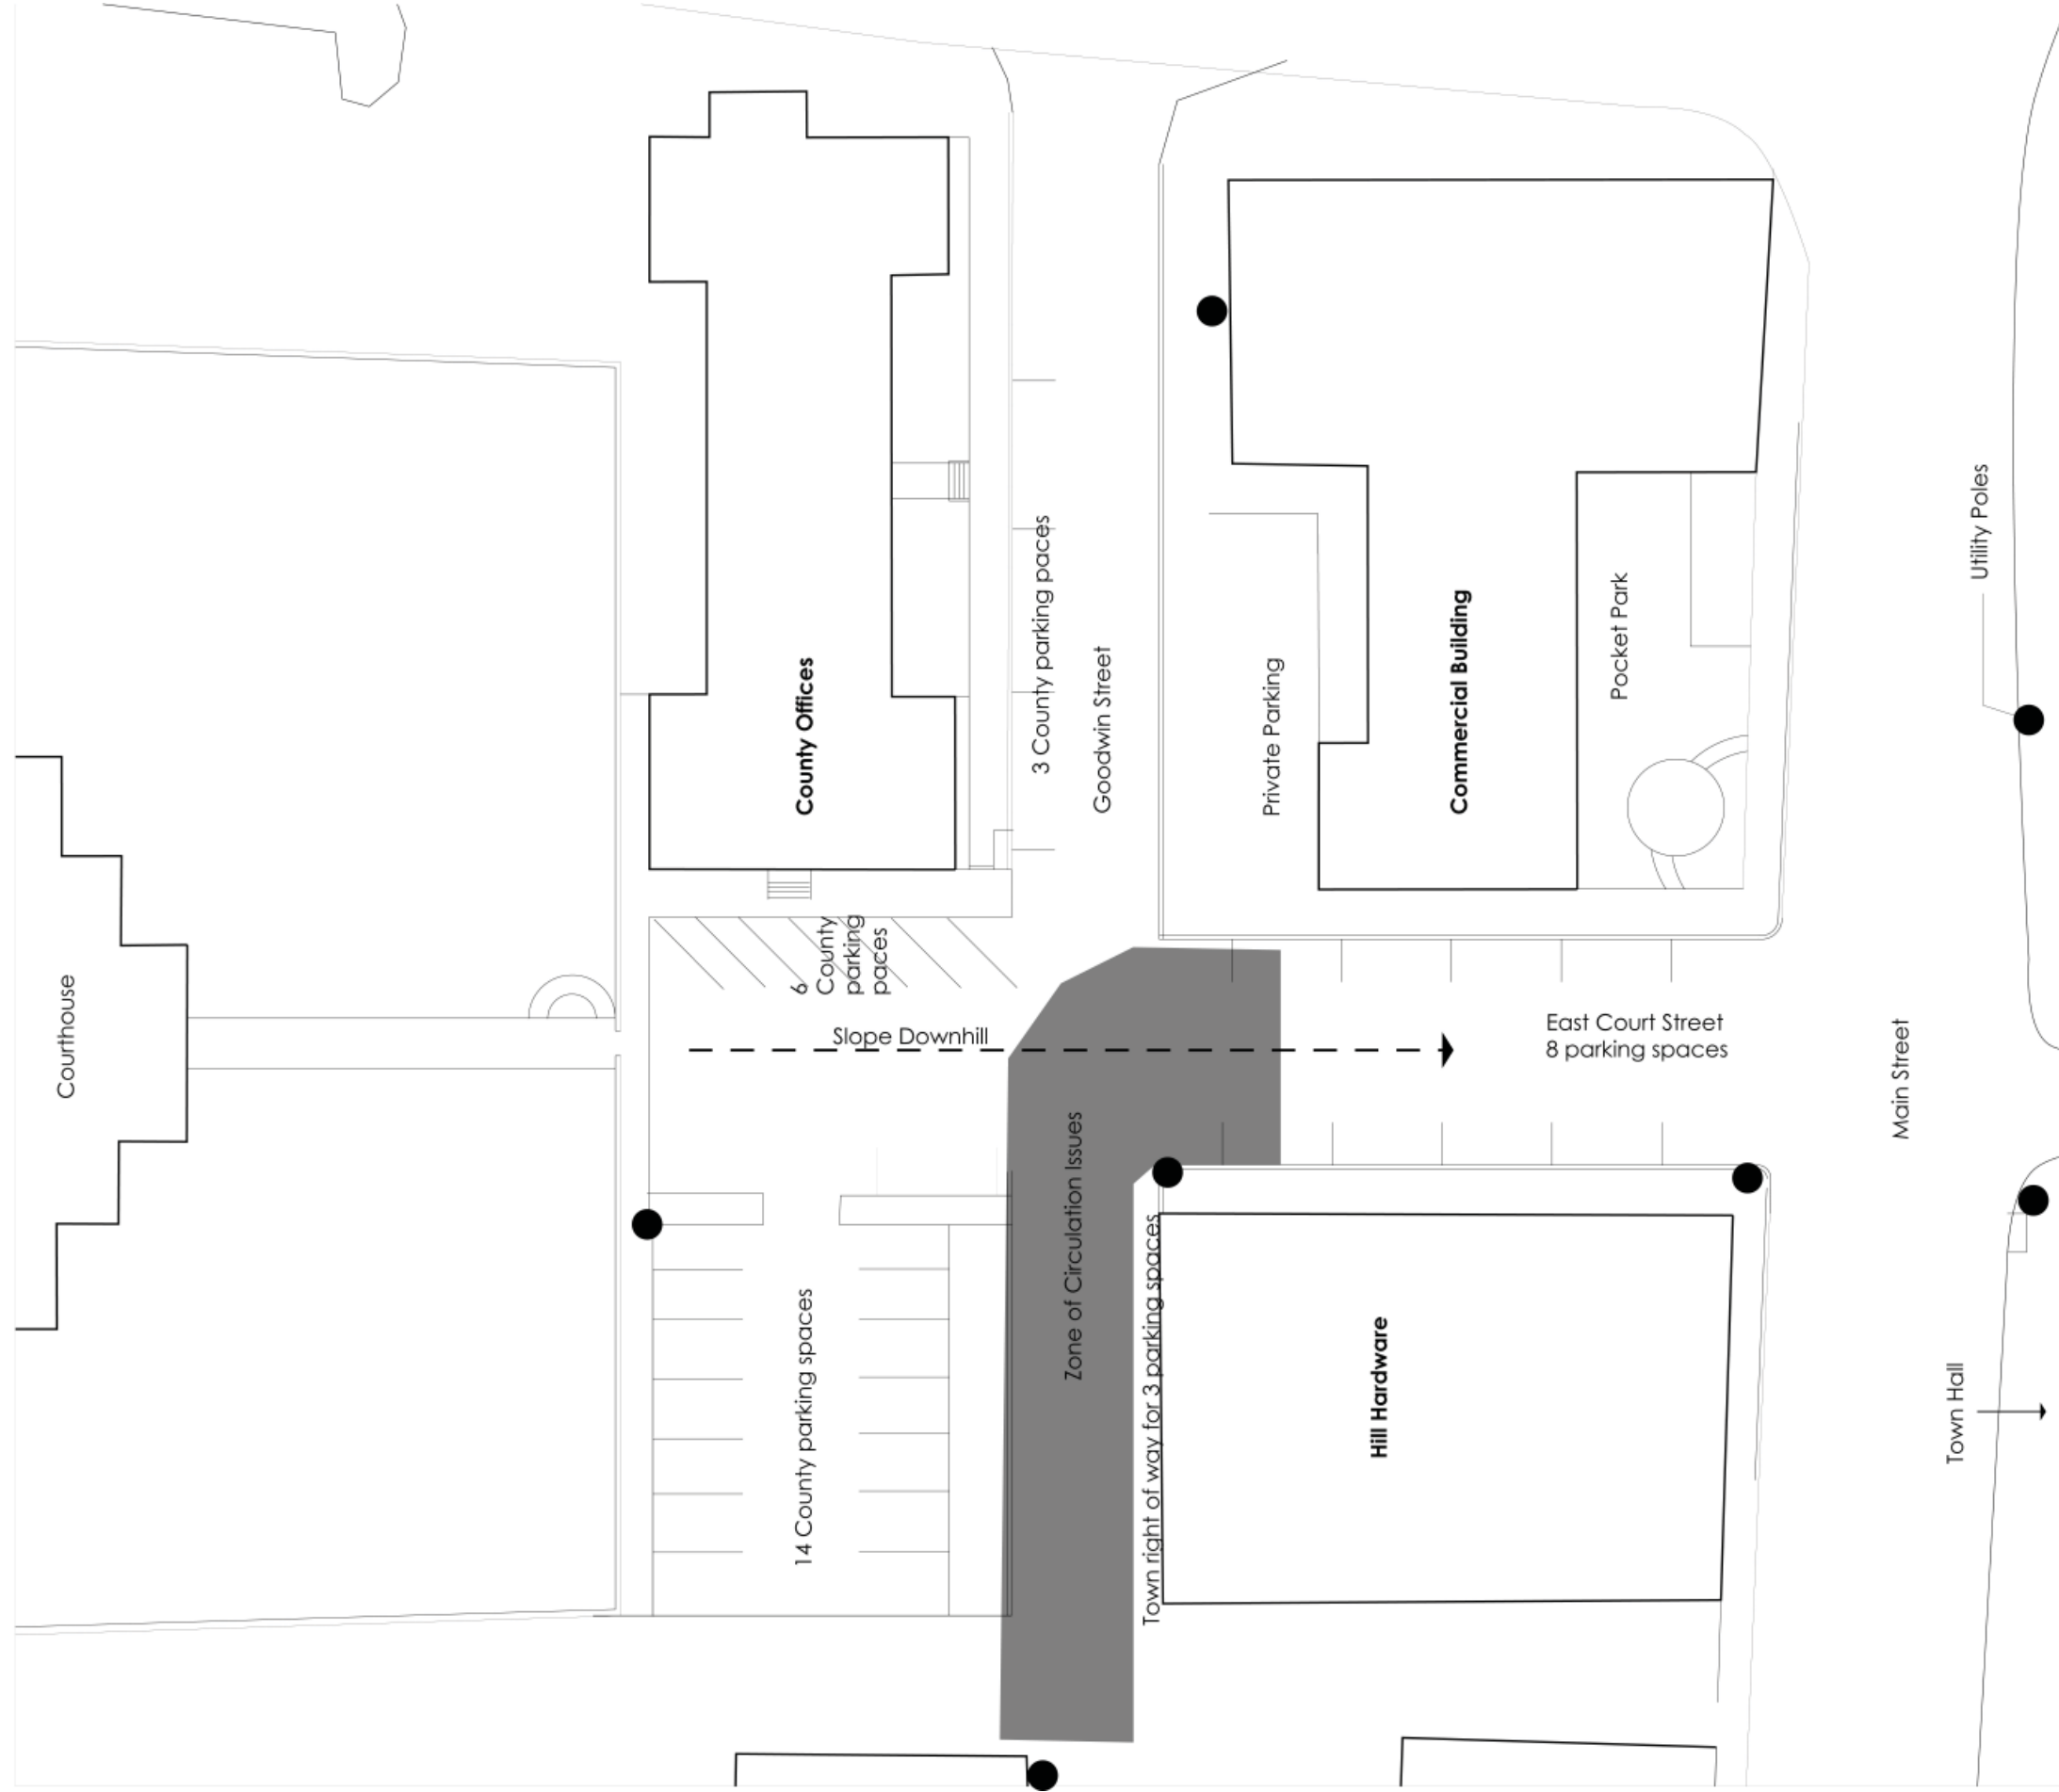 Courthouse
County Offices
3 County parking paces
Goodwin Street
Private Parking
Commercial Building
Pocket Park
Utility Poles
6
County
parking
paces
Slope Downhill
East Court Street
8 parking spaces
Main Street
Zone of Circulation Issues
14 County parking spaces
Town right of way for 3 parking spaces
Hill Hardware
Town Hall